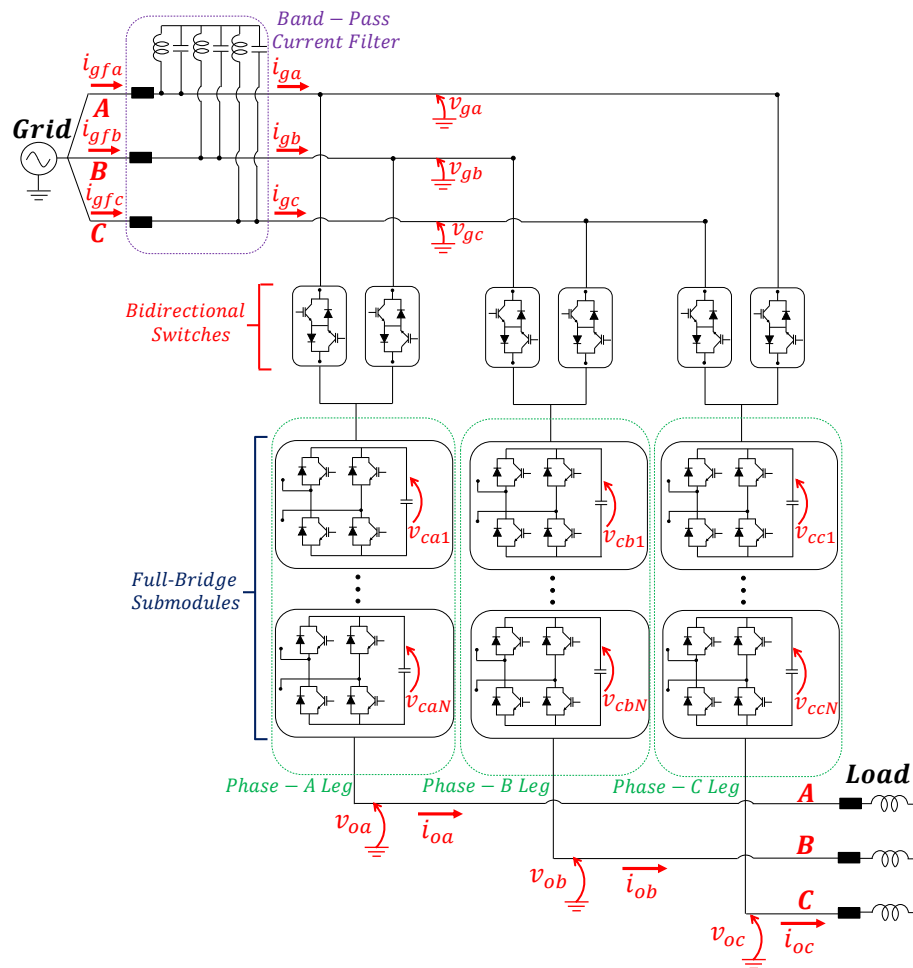 Band − Pass
Current Filter
i_gfa
i_ga
A
v_ga
Grid
i_gfb
i_gb
B
v_gb
i_gfc
i_gc
C
v_gc
Bidirectional
Switches
v_ca1
v_cb1
v_cc1
Full-Bridge
Submodules
v_caN
v_cbN
v_ccN
Phase − A Leg
Phase − B Leg
Phase − C Leg
Load
A
v_oa
i_oa
B
v_ob
i_ob
C
v_oc
i_oc